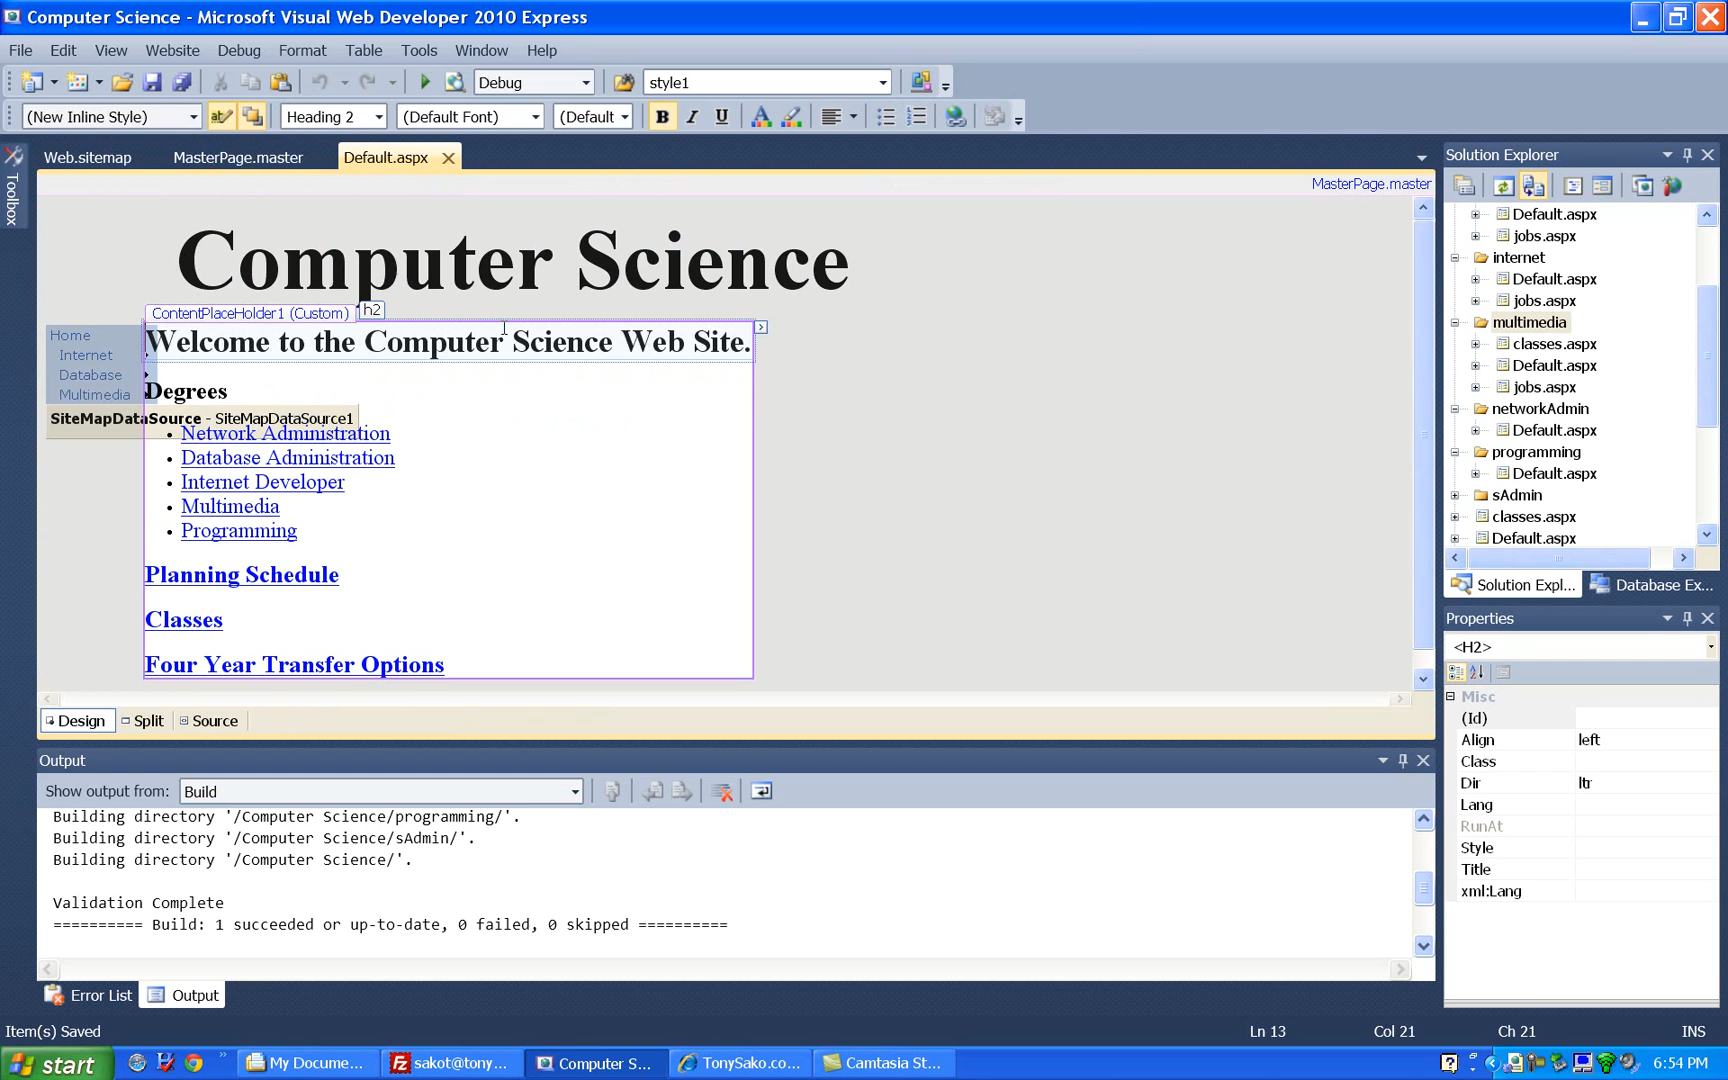 Computer Science - Microsoft Visual Web Developer 2010 Express
File Edit View Website Debug Format Table Tools Window Help
Debug style1
(New Inline Style) Heading 2 (Default Font) (Default B I U
Toolbox
Web.sitemap MasterPage.master Default.aspx
MasterPage.master
Computer Science
ContentPlaceHolder1 (Custom) h2
Welcome to the Computer Science Web Site.
Home
Internet
Database
Multimedia
SiteMapDataSource - SiteMapDataSource1
Degrees
Network Administration
Database Administration
Internet Developer
Multimedia
Programming
Planning Schedule
Classes
Four Year Transfer Options
Design Split Source
Output
Show output from: Build
Building directory '/Computer Science/programming/'.
Building directory '/Computer Science/sAdmin/'.
Building directory '/Computer Science/'.
Validation Complete
========== Build: 1 succeeded or up-to-date, 0 failed, 0 skipped ==========
Error List Output
Solution Explorer
Default.aspx
jobs.aspx
internet
Default.aspx
jobs.aspx
multimedia
classes.aspx
Default.aspx
jobs.aspx
networkAdmin
Default.aspx
programming
Default.aspx
sAdmin
classes.aspx
Default.aspx
Solution Expl... Database Ex...
Properties
<H2>
Misc
(Id)
Align left
Class
Dir ltr
Lang
RunAt
Style
Title
xml:Lang
Item(s) Saved Ln 13 Col 21 Ch 21 INS
start My Docume... sakot@tony... Computer S... TonySako.co... Camtasia St... 6:54 PM